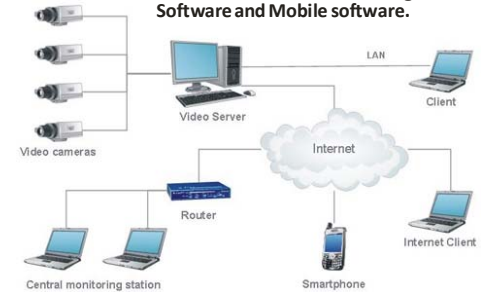 Software and Mobile software.
LAN
Client
Video Server
Video cameras
Internet
Router
Internet Client
Central monitoring station
Smartphone